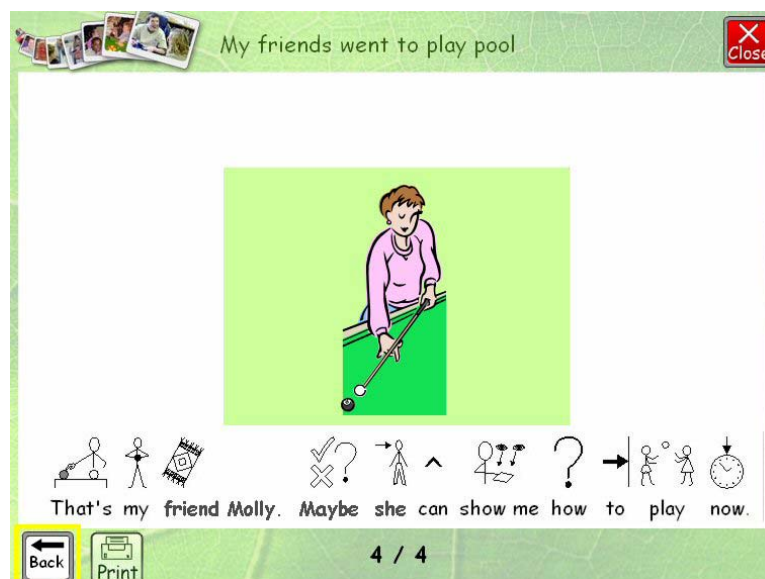 My friends went to play pool
Close
That's my friend Molly. Maybe she can show me how to play now.
Back
Print
4 / 4